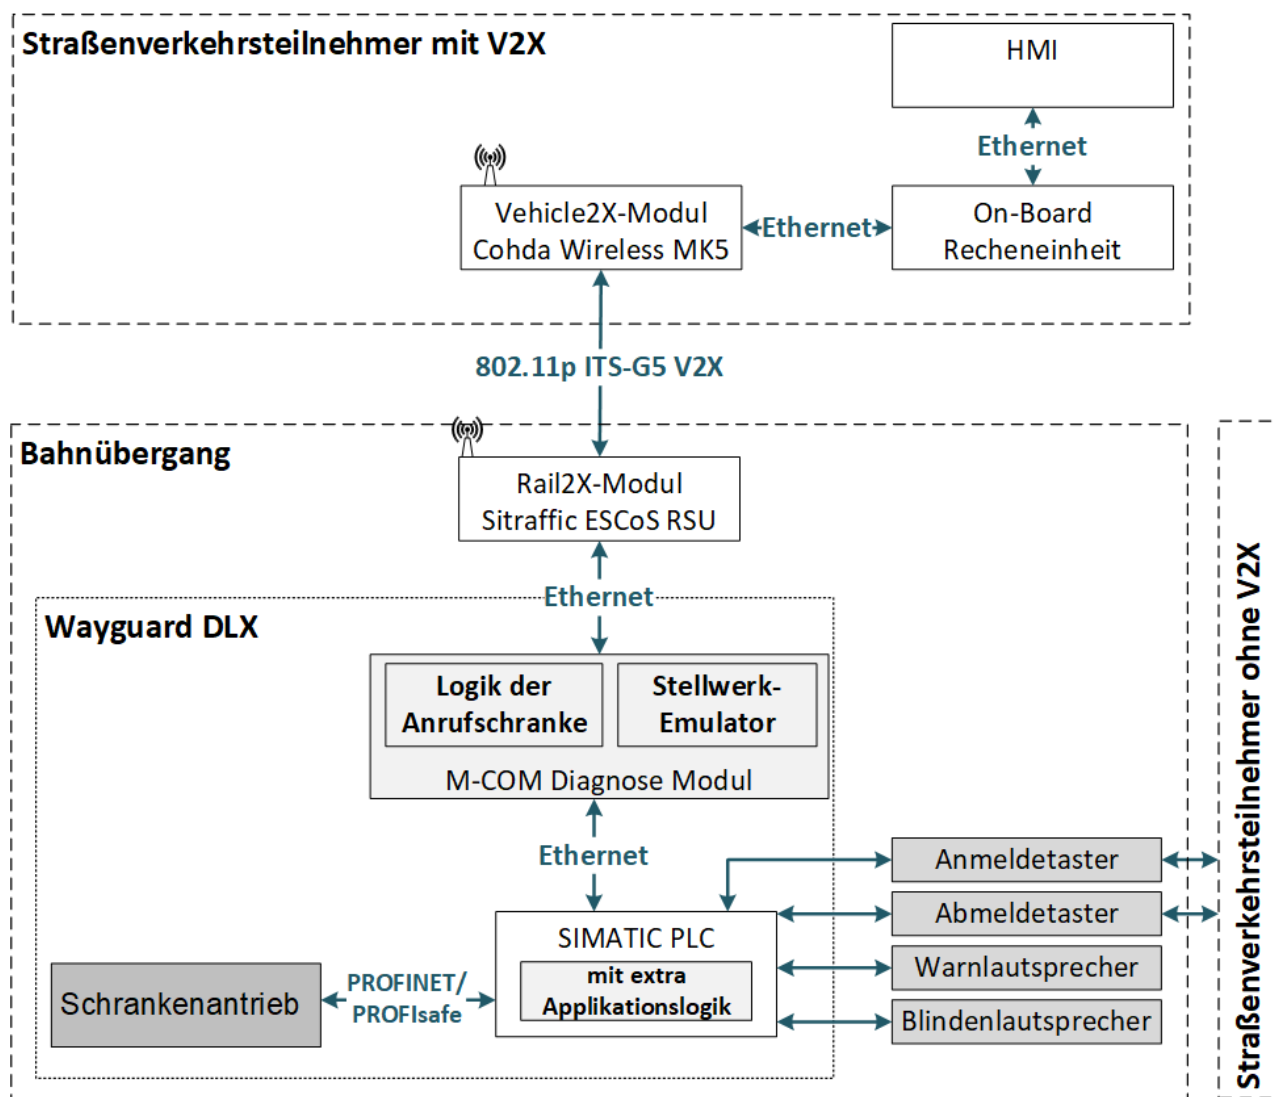 Straßenverkehrsteilnehmer mit V2X
HMI
Ethernet
Vehicle2X-Modul
Cohda Wireless MK5
Ethernet
On-Board
Recheneinheit
802.11p ITS-G5 V2X
Bahnübergang
Rail2X-Modul
Sitraffic ESCoS RSU
Ethernet
Wayguard DLX
Logik der
Anrufschranke
Stellwerk-
Emulator
M-COM Diagnose Modul
Ethernet
SIMATIC PLC
mit extra
Applikationslogik
Schrankenantrieb
PROFINET/
PROFIsafe
Anmeldetaster
Abmeldetaster
Warnlautsprecher
Blindenlautsprecher
Straßenverkehrsteilnehmer ohne V2X